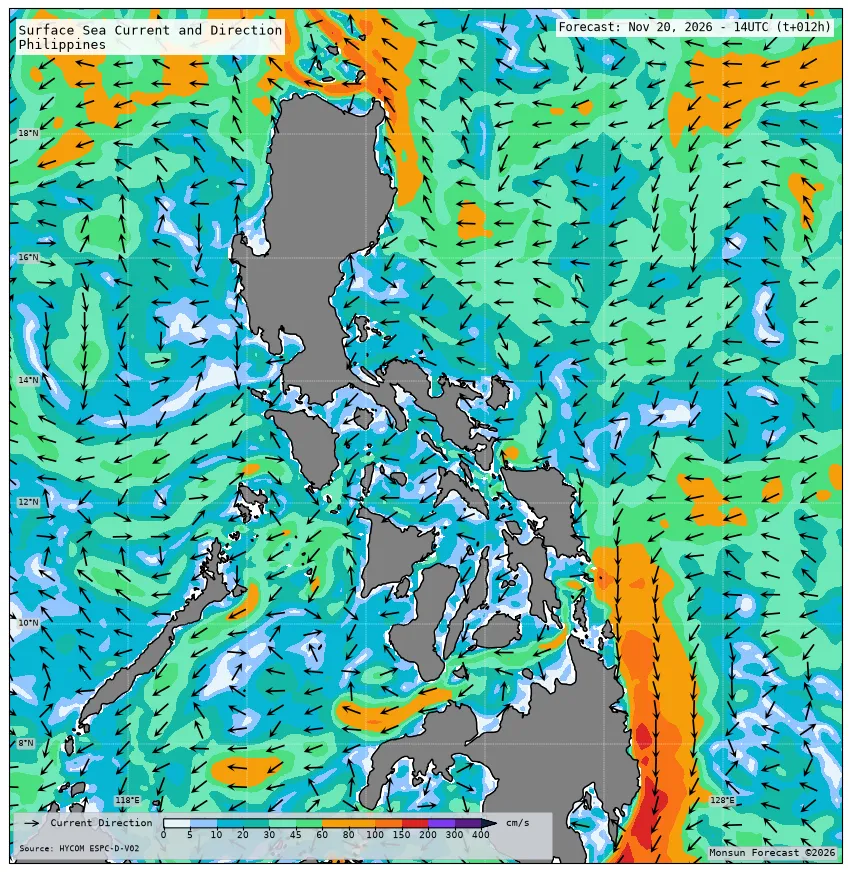 Surface Sea Current and Direction
Philippines
Forecast: Nov 20, 2026 - 14UTC (t+012h)
18°N
16°N
14°N
12°N
10°N
8°N
118°E
128°E
Current Direction
cm/s
0 5 10 20 30 45 60 80 100 150 200 300 400
Source: HYCOM ESPC-D-V02
Monsun Forecast ©2026